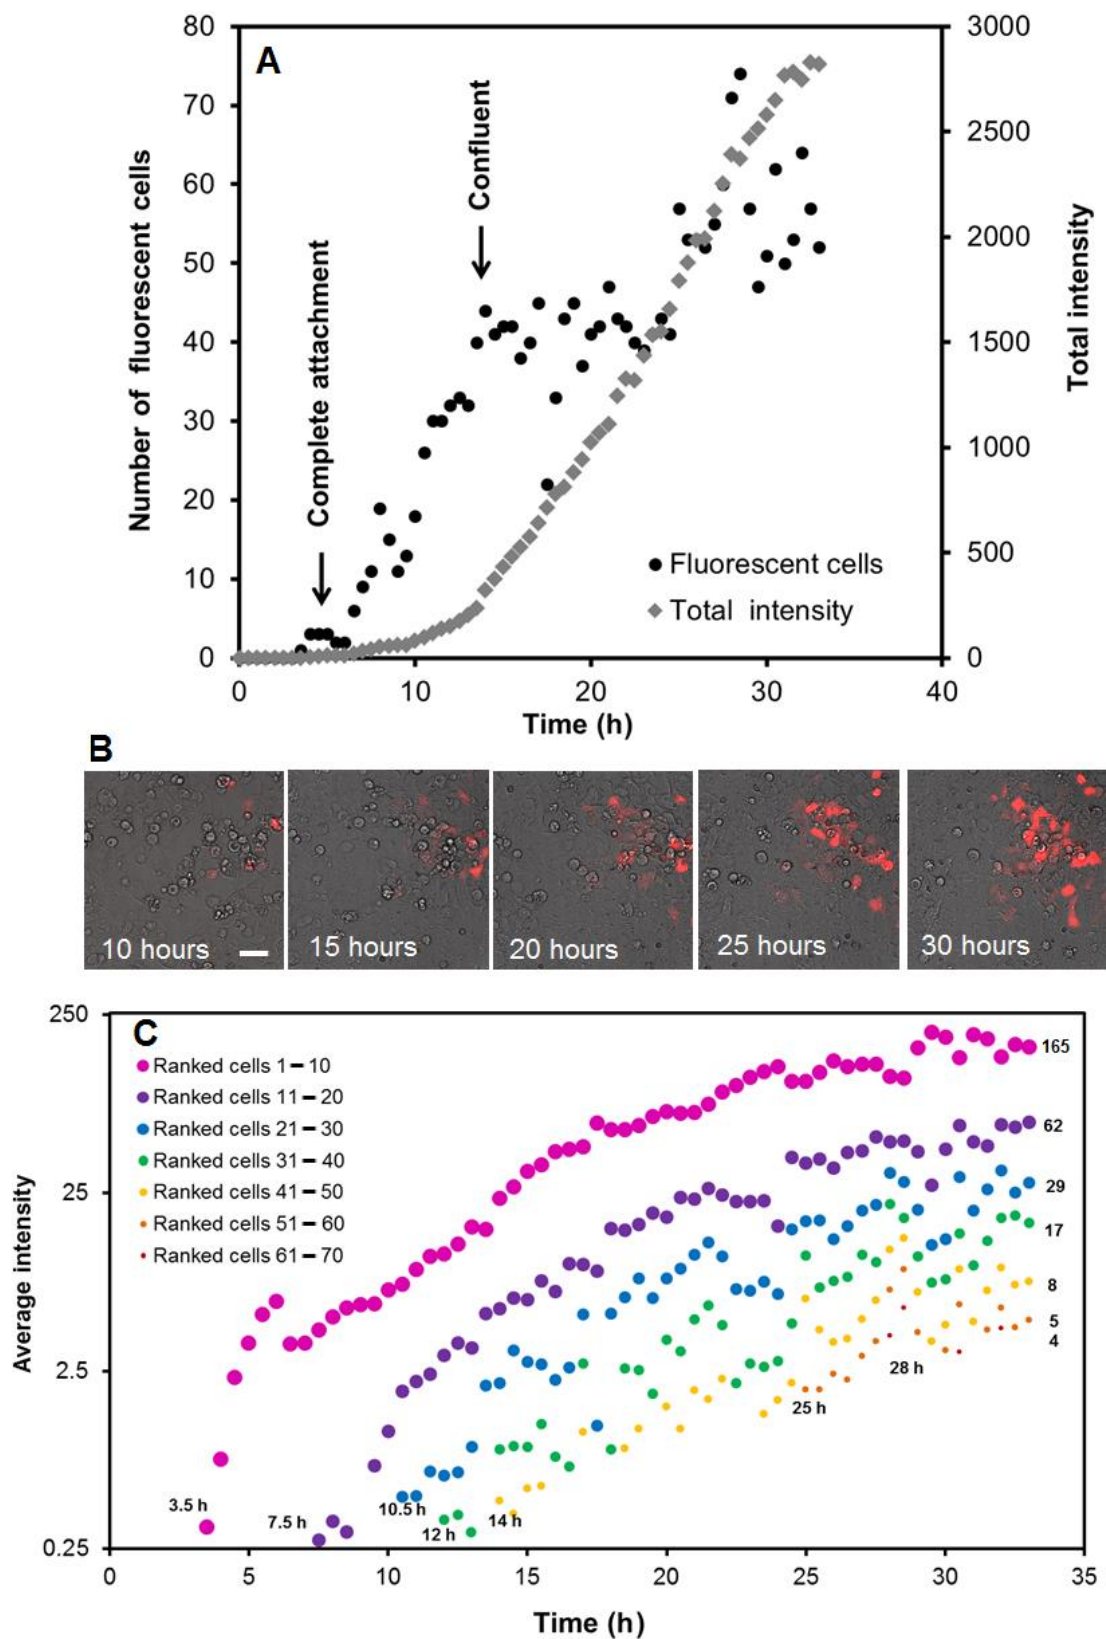 A
80
70
60
50
40
30
20
10
0
Number of fluorescent cells
Complete attachment
Confluent
3000
2500
2000
1500
1000
500
0
Total intensity
Fluorescent cells
Total intensity
0 10 20 30 40
Time (h)
B
10 hours
15 hours
20 hours
25 hours
30 hours
C
250
25
2.5
0.25
Average intensity
Ranked cells 1 – 10
Ranked cells 11 – 20
Ranked cells 21 – 30
Ranked cells 31 – 40
Ranked cells 41 – 50
Ranked cells 51 – 60
Ranked cells 61 – 70
165
62
29
17
8
5
4
3.5 h
7.5 h
10.5 h
12 h
14 h
25 h
28 h
0 5 10 15 20 25 30 35
Time (h)